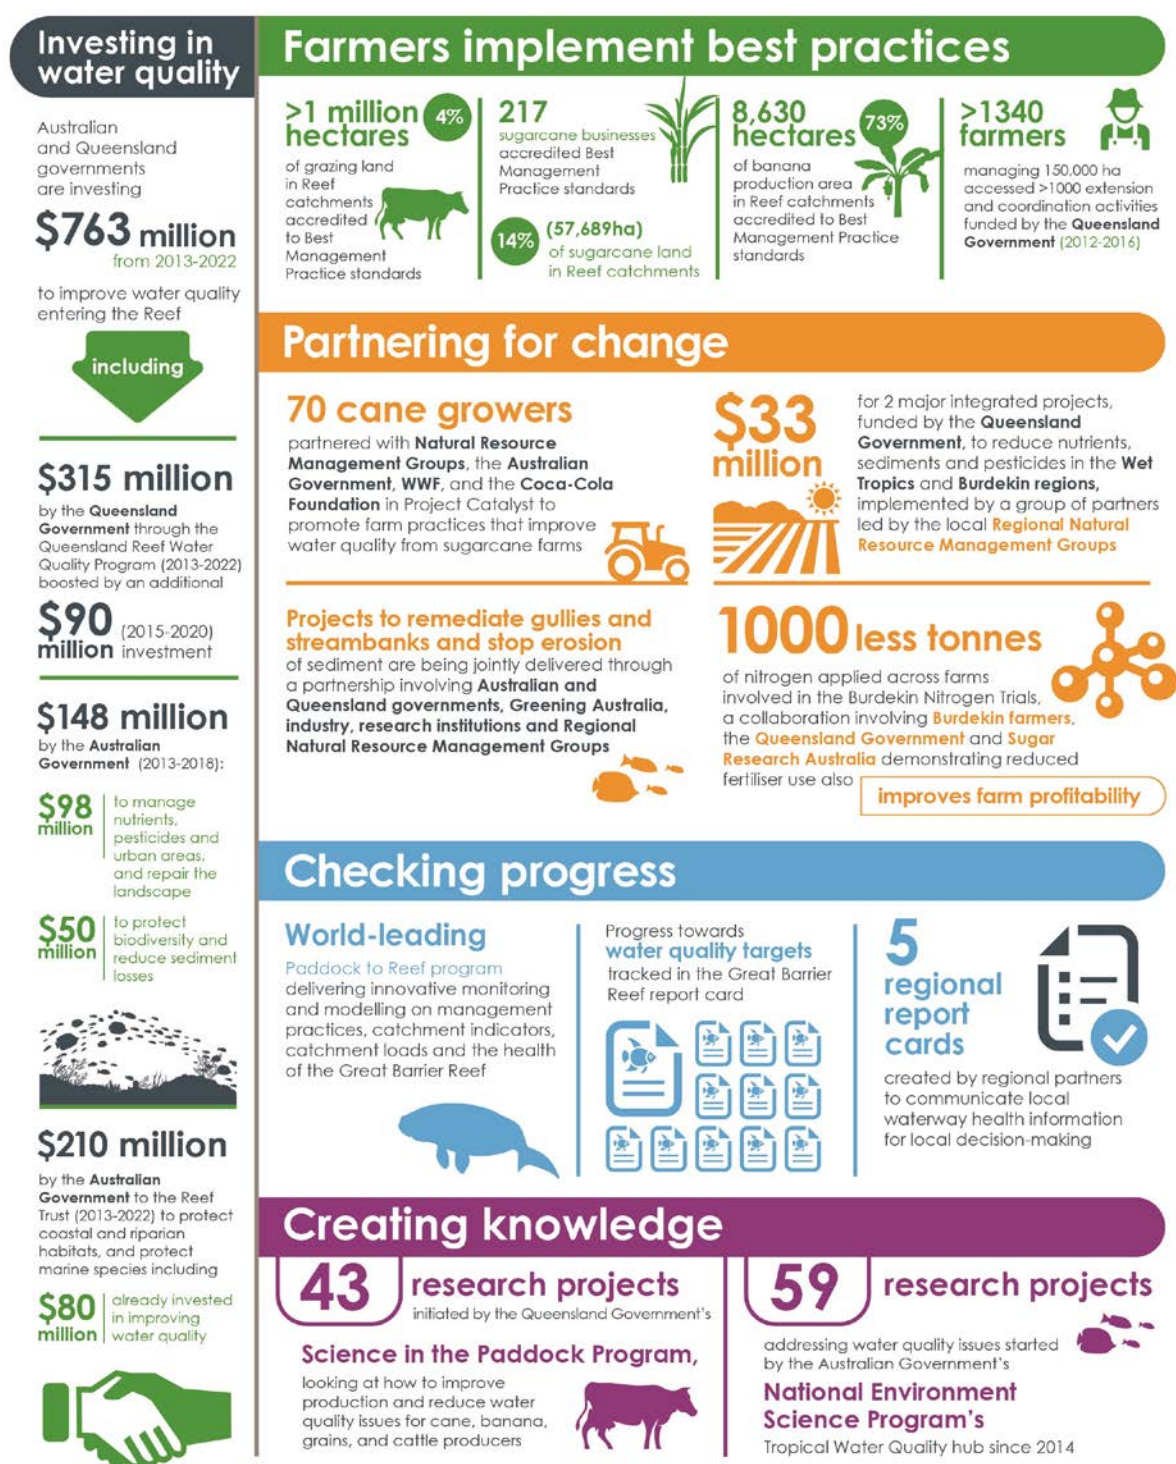 Investing in
water quality
Australian
and Queensland
governments
are investing
$763 million
from 2013-2022
to improve water quality
entering the Reef
including
$315 million
by the Queensland
Government through the
Queensland Reef Water
Quality Program (2013-2022)
boosted by an additional
$90 million (2015-2020)
investment
$148 million
by the Australian
Government (2013-2018):
$98 million
to manage
nutrients,
pesticides and
urban areas,
and repair the
landscape
$50 million
to protect
biodiversity and
reduce sediment
losses
$210 million
by the Australian
Government to the Reef
Trust (2013-2022) to protect
coastal and riparian
habitats, and protect
marine species including
$80 million
already invested
in improving
water quality
Farmers implement best practices
>1 million
hectares
4%
of grazing land
in Reef
catchments
accredited
to Best
Management
Practice standards
217
sugarcane businesses
accredited Best
Management
Practice standards
14%
(57,689ha)
of sugarcane land
in Reef catchments
8,630
hectares
73%
of banana
production area
in Reef catchments
accredited to Best
Management Practice
standards
>1340
farmers
managing 150,000 ha
accessed >1000 extension
and coordination activities
funded by the Queensland
Government (2012-2016)
Partnering for change
70 cane growers
partnered with Natural Resource
Management Groups, the Australian
Government, WWF, and the Coca-Cola
Foundation in Project Catalyst to
promote farm practices that improve
water quality from sugarcane farms
$33
million
for 2 major integrated projects,
funded by the Queensland
Government, to reduce nutrients,
sediments and pesticides in the Wet
Tropics and Burdekin regions,
implemented by a group of partners
led by the local Regional Natural
Resource Management Groups
Projects to remediate gullies and
streambanks and stop erosion
of sediment are being jointly delivered through
a partnership involving Australian and
Queensland governments, Greening Australia,
industry, research institutions and Regional
Natural Resource Management Groups
1000 less tonnes
of nitrogen applied across farms
involved in the Burdekin Nitrogen Trials,
a collaboration involving Burdekin farmers,
the Queensland Government and Sugar
Research Australia demonstrating reduced
fertiliser use also
improves farm profitability
Checking progress
World-leading
Paddock to Reef program
delivering innovative monitoring
and modelling on management
practices, catchment indicators,
catchment loads and the health
of the Great Barrier Reef
Progress towards
water quality targets
tracked in the Great Barrier
Reef report card
5
regional
report
cards
created by regional partners
to communicate local
waterway health information
for local decision-making
Creating knowledge
43
research projects
initiated by the Queensland Government's
Science in the Paddock Program,
looking at how to improve
production and reduce water
quality issues for cane, banana,
grains, and cattle producers
59
research projects
addressing water quality issues started
by the Australian Government's
National Environment
Science Program's
Tropical Water Quality hub since 2014